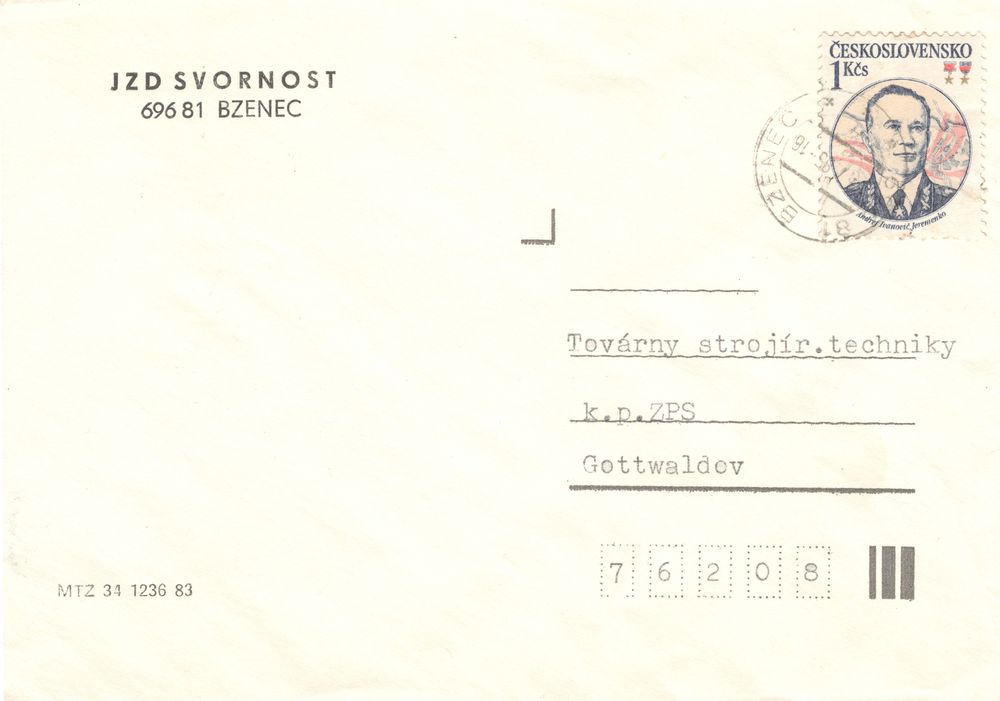 JZD SVORNOST
696 81 BZENEC
ČESKOSLOVENSKO
1 Kčs
Andrej Ivanovič Jeremenko
BZENEC
81
Továrny strojír.techniky
k.p.ZPS
Gottwaldov
7 6 2 0 8
MTZ 34 1236 83